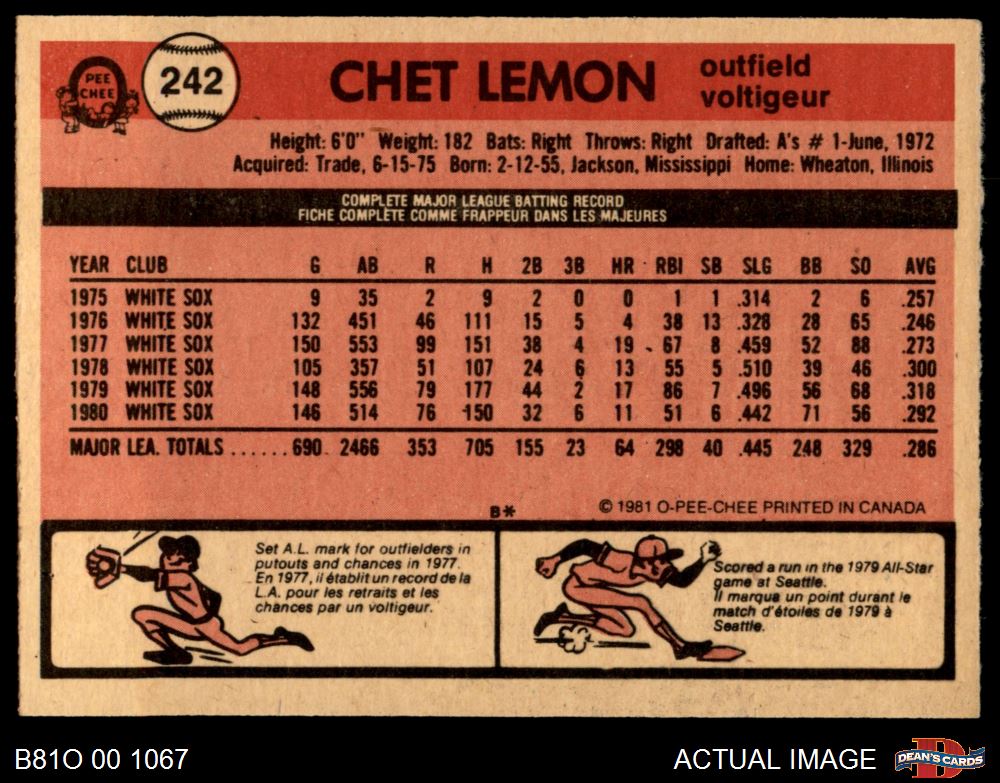 PEE
CHEE
242
CHET LEMON
outfield
voltigeur
Height: 6'0" Weight: 182 Bats: Right Throws: Right Drafted: A's # 1-June, 1972
Acquired: Trade, 6-15-75 Born: 2-12-55, Jackson, Mississippi Home: Wheaton, Illinois
COMPLETE MAJOR LEAGUE BATTING RECORD
FICHE COMPLÈTE COMME FRAPPEUR DANS LES MAJEURES
YEAR CLUB G AB R H 2B 3B HR RBI SB SLG BB SO AVG
1975 WHITE SOX 9 35 2 9 2 0 0 1 1 .314 2 6 .257
1976 WHITE SOX 132 451 46 111 15 5 4 38 13 .328 28 65 .246
1977 WHITE SOX 150 553 99 151 38 4 19 67 8 .459 52 88 .273
1978 WHITE SOX 105 357 51 107 24 6 13 55 5 .510 39 46 .300
1979 WHITE SOX 148 556 79 177 44 2 17 86 7 .496 56 68 .318
1980 WHITE SOX 146 514 76 150 32 6 11 51 6 .442 71 56 .292
MAJOR LEA. TOTALS ...... 690 2466 353 705 155 23 64 298 40 .445 248 329 .286
B* © 1981 O-PEE-CHEE PRINTED IN CANADA
Set A.L. mark for outfielders in
putouts and chances in 1977.
En 1977, il établit un record de la
L.A. pour les retraits et les
chances par un voltigeur.
Scored a run in the 1979 All-Star
game at Seattle.
Il marqua un point durant le
match d'étoiles de 1979 à
Seattle.
B81O 00 1067
ACTUAL IMAGE
D
DEAN'S CARDS